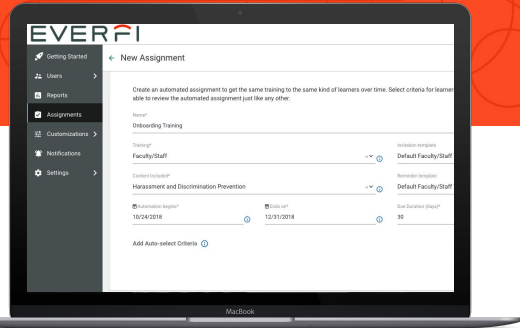 EVERFI
Getting Started
← New Assignment
Users
Create an automated assignment to get the same training to the same kind of learners over time. Select criteria for learner
Reports
able to review the automated assignment just like any other.
Assignments
Name*
Onboarding Training
Customizations
Training*
Invitation template
Notifications
Faculty/Staff
Default Faculty/Staff
Settings
Content Included*
Reminder template
Harassment and Discrimination Prevention
Default Faculty/Staff
Automation begins*
Ends on*
Due Duration (days)*
10/24/2018
12/31/2018
30
Add Auto-select Criteria
MacBook